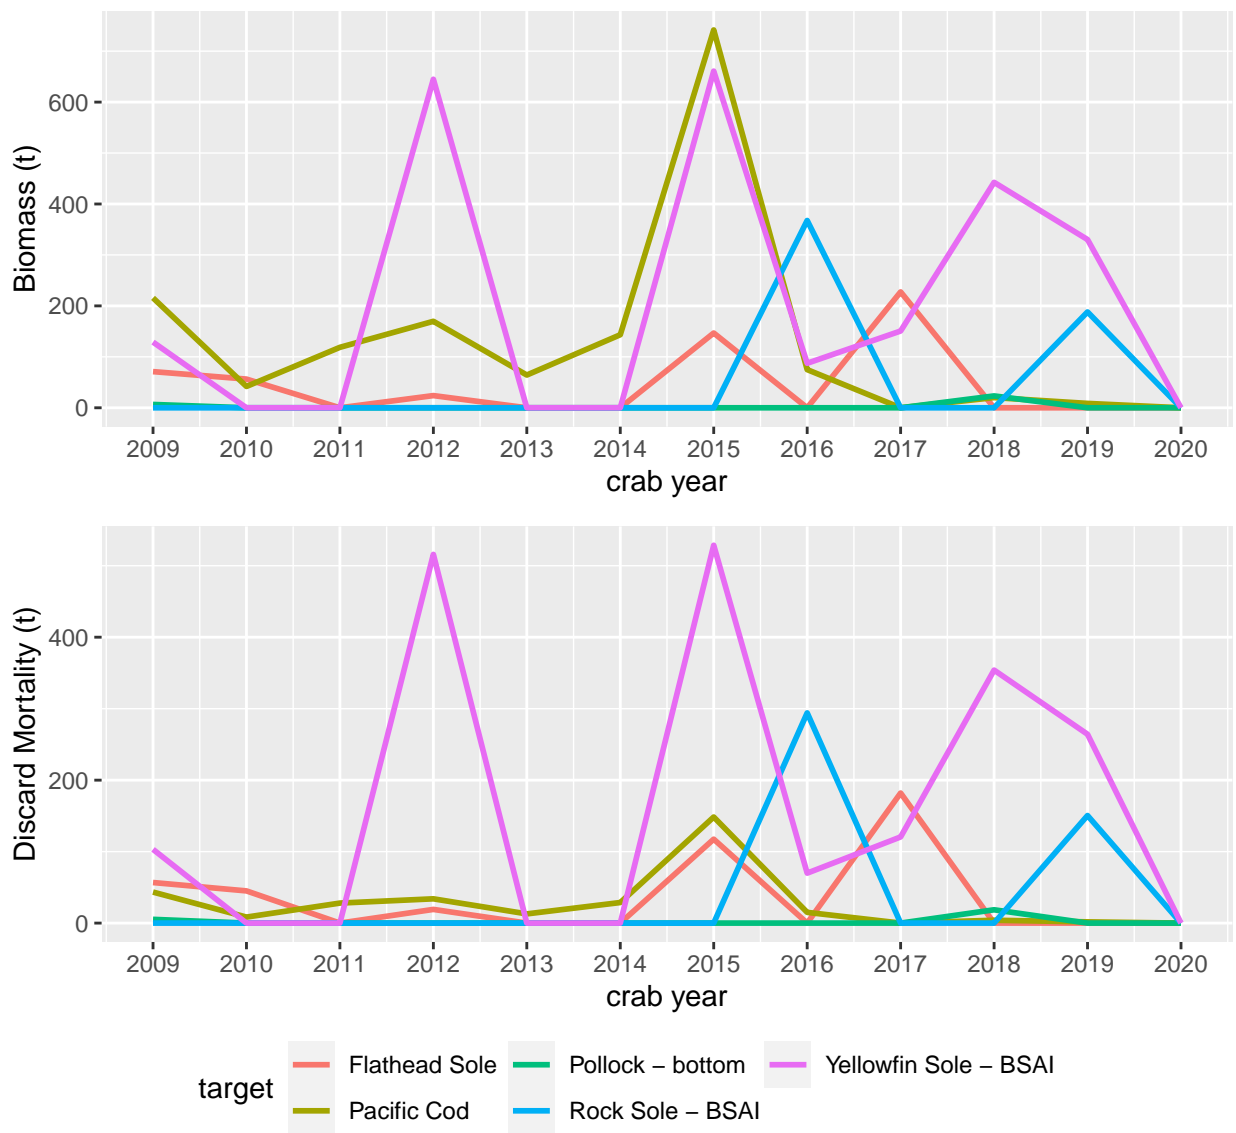 Biomass (t)
600
400
200
0
2009 2010 2011 2012 2013 2014 2015 2016 2017 2018 2019 2020
crab year
Discard Mortality (t)
400
200
0
2009 2010 2011 2012 2013 2014 2015 2016 2017 2018 2019 2020
crab year
target
Flathead Sole Pollock − bottom Yellowfin Sole − BSAI
Pacific Cod Rock Sole − BSAI